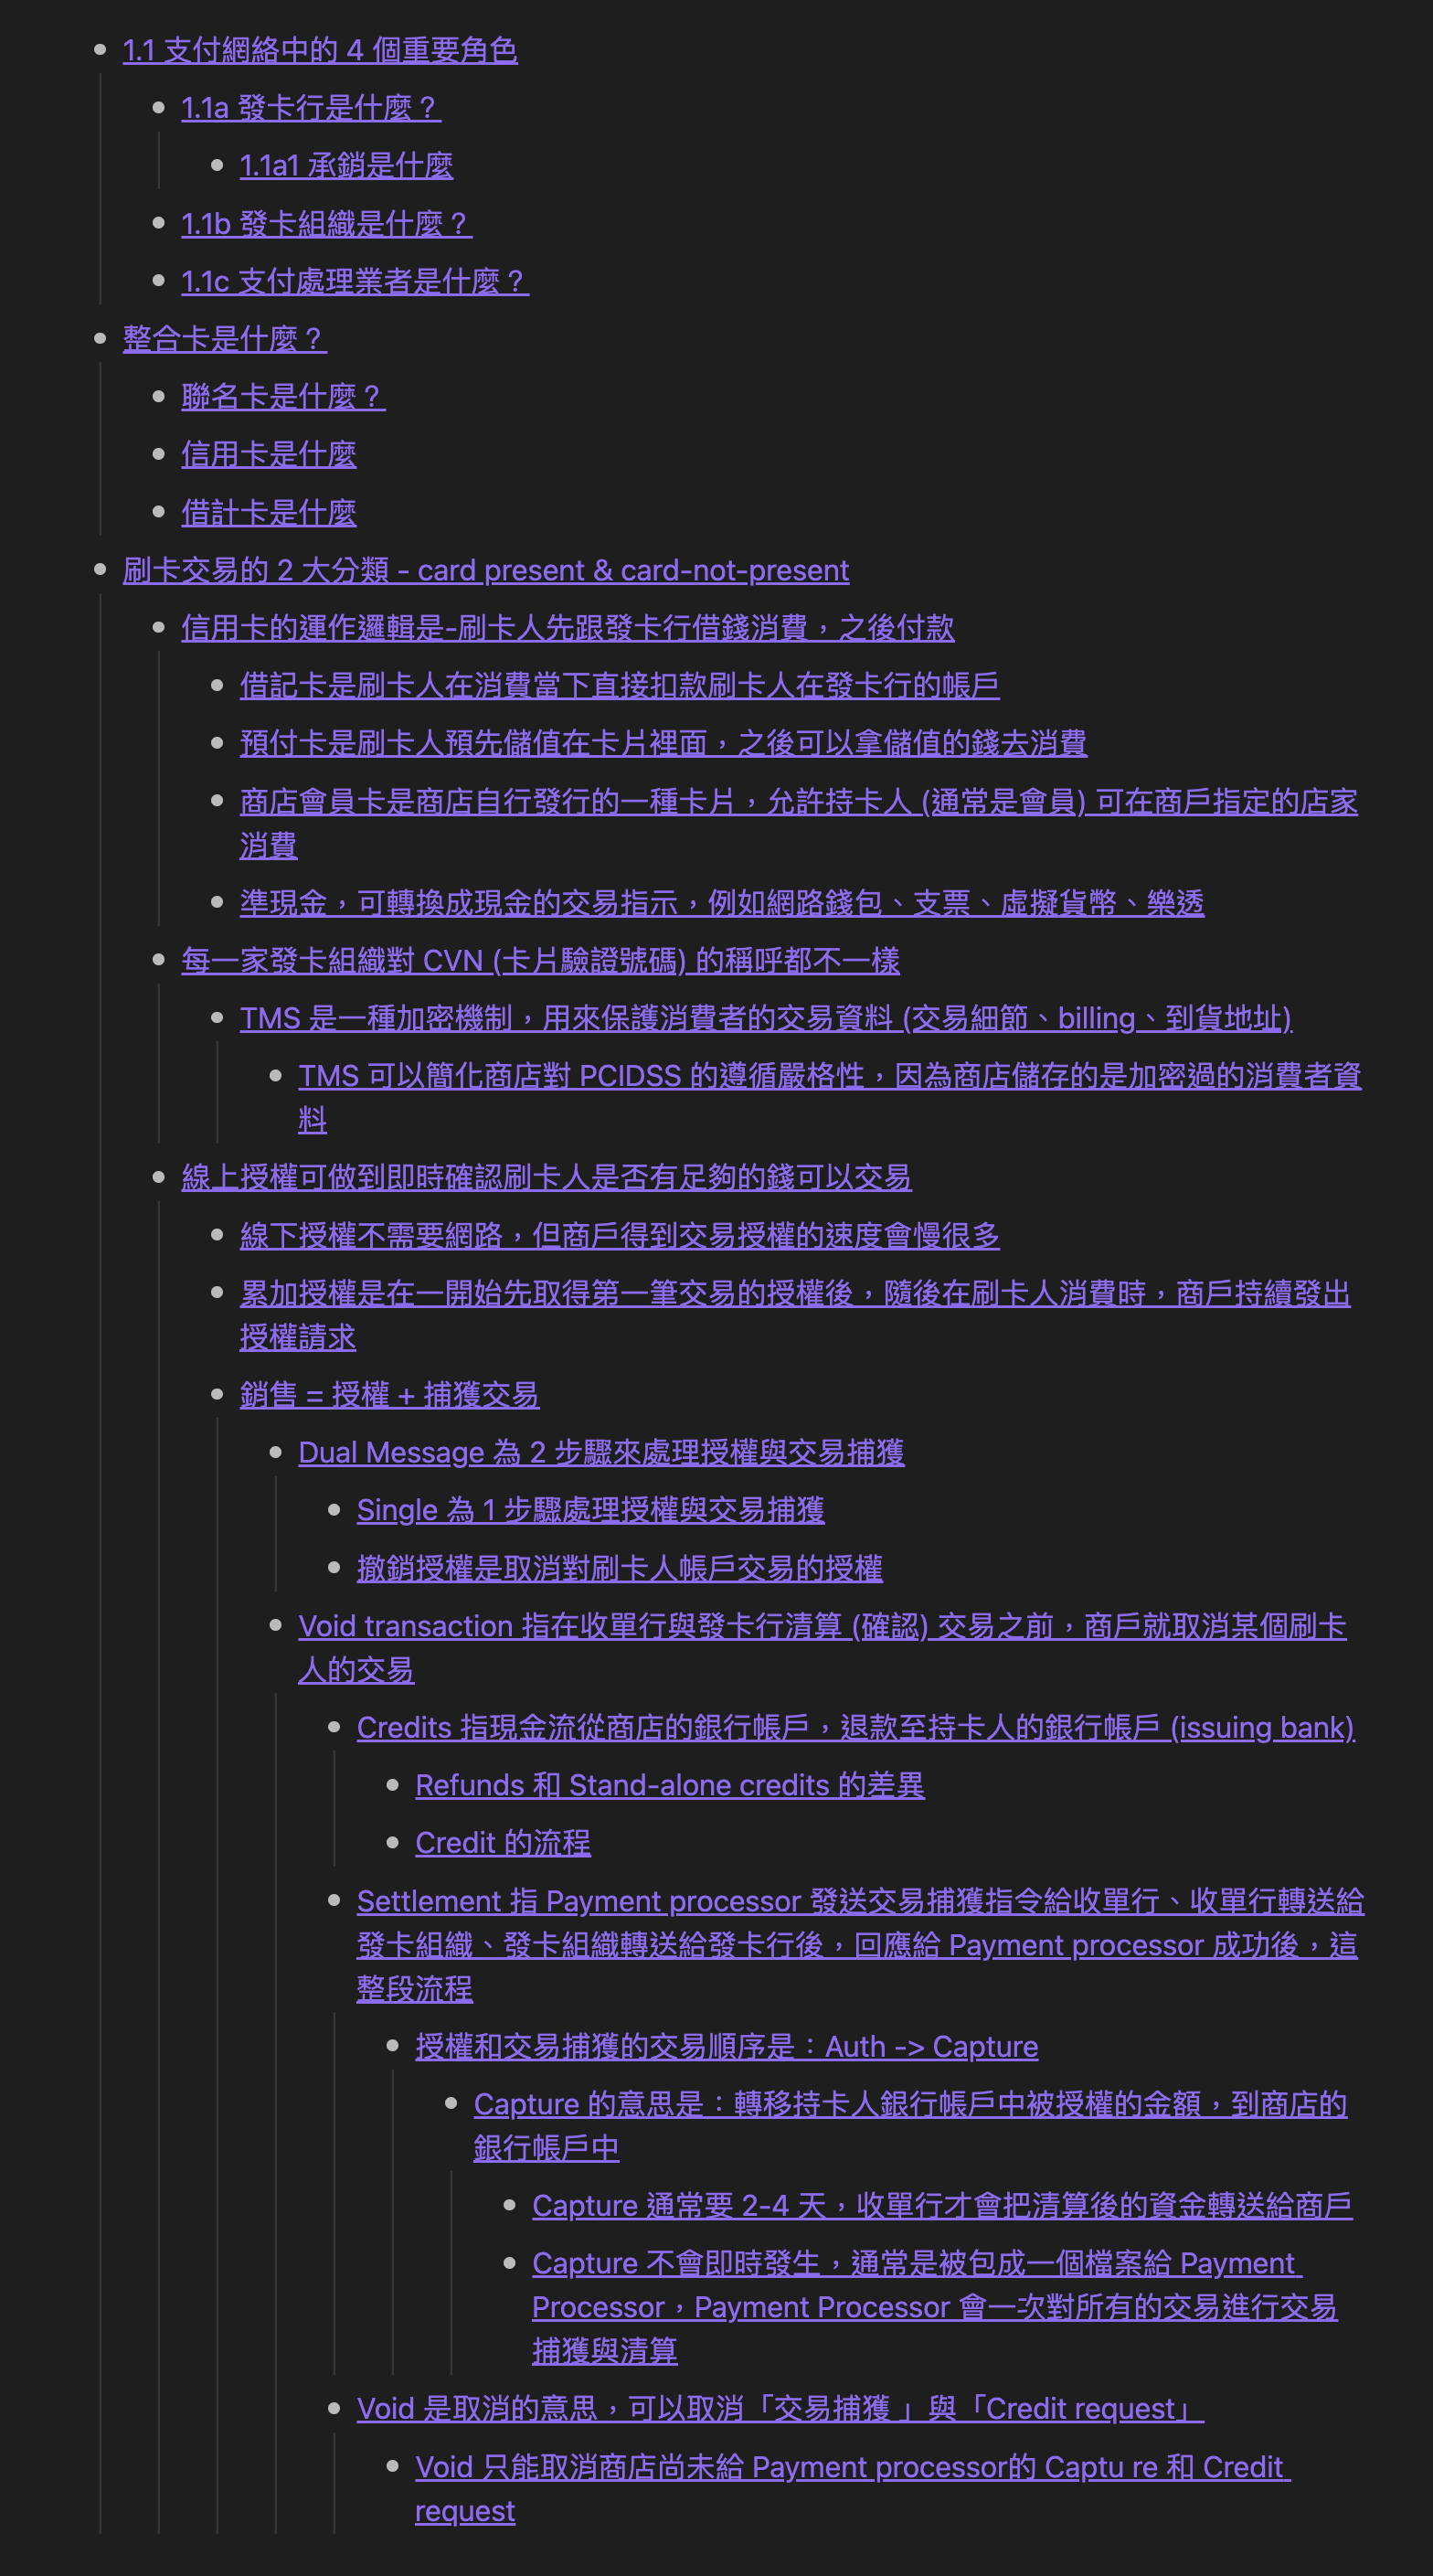 1.1 支付網絡中的 4 個重要角色
1.1a 發卡行是什麼？
1.1a1 承銷是什麼
1.1b 發卡組織是什麼？
1.1c 支付處理業者是什麼？
整合卡是什麼？
聯名卡是什麼？
信用卡是什麼
借計卡是什麼
刷卡交易的 2 大分類 - card present & card-not-present
信用卡的運作邏輯是-刷卡人先跟發卡行借錢消費，之後付款
借記卡是刷卡人在消費當下直接扣款刷卡人在發卡行的帳戶
預付卡是刷卡人預先儲值在卡片裡面，之後可以拿儲值的錢去消費
商店會員卡是商店自行發行的一種卡片，允許持卡人 (通常是會員) 可在商戶指定的店家
消費
準現金，可轉換成現金的交易指示，例如網路錢包、支票、虛擬貨幣、樂透
每一家發卡組織對 CVN (卡片驗證號碼) 的稱呼都不一樣
TMS 是一種加密機制，用來保護消費者的交易資料 (交易細節、billing、到貨地址)
TMS 可以簡化商店對 PCIDSS 的遵循嚴格性，因為商店儲存的是加密過的消費者資
料
線上授權可做到即時確認刷卡人是否有足夠的錢可以交易
線下授權不需要網路，但商戶得到交易授權的速度會慢很多
累加授權是在一開始先取得第一筆交易的授權後，隨後在刷卡人消費時，商戶持續發出
授權請求
銷售 = 授權 + 捕獲交易
Dual Message 為 2 步驟來處理授權與交易捕獲
Single 為 1 步驟處理授權與交易捕獲
撤銷授權是取消對刷卡人帳戶交易的授權
Void transaction 指在收單行與發卡行清算 (確認) 交易之前，商戶就取消某個刷卡
人的交易
Credits 指現金流從商店的銀行帳戶，退款至持卡人的銀行帳戶 (issuing bank)
Refunds 和 Stand-alone credits 的差異
Credit 的流程
Settlement 指 Payment processor 發送交易捕獲指令給收單行、收單行轉送給
發卡組織、發卡組織轉送給發卡行後，回應給 Payment processor 成功後，這
整段流程
授權和交易捕獲的交易順序是：Auth -> Capture
Capture 的意思是：轉移持卡人銀行帳戶中被授權的金額，到商店的
銀行帳戶中
Capture 通常要 2-4 天，收單行才會把清算後的資金轉送給商戶
Capture 不會即時發生，通常是被包成一個檔案給 Payment
Processor，Payment Processor 會一次對所有的交易進行交易
捕獲與清算
Void 是取消的意思，可以取消「交易捕獲 」與「Credit request」
Void 只能取消商店尚未給 Payment processor的 Captu re 和 Credit
request